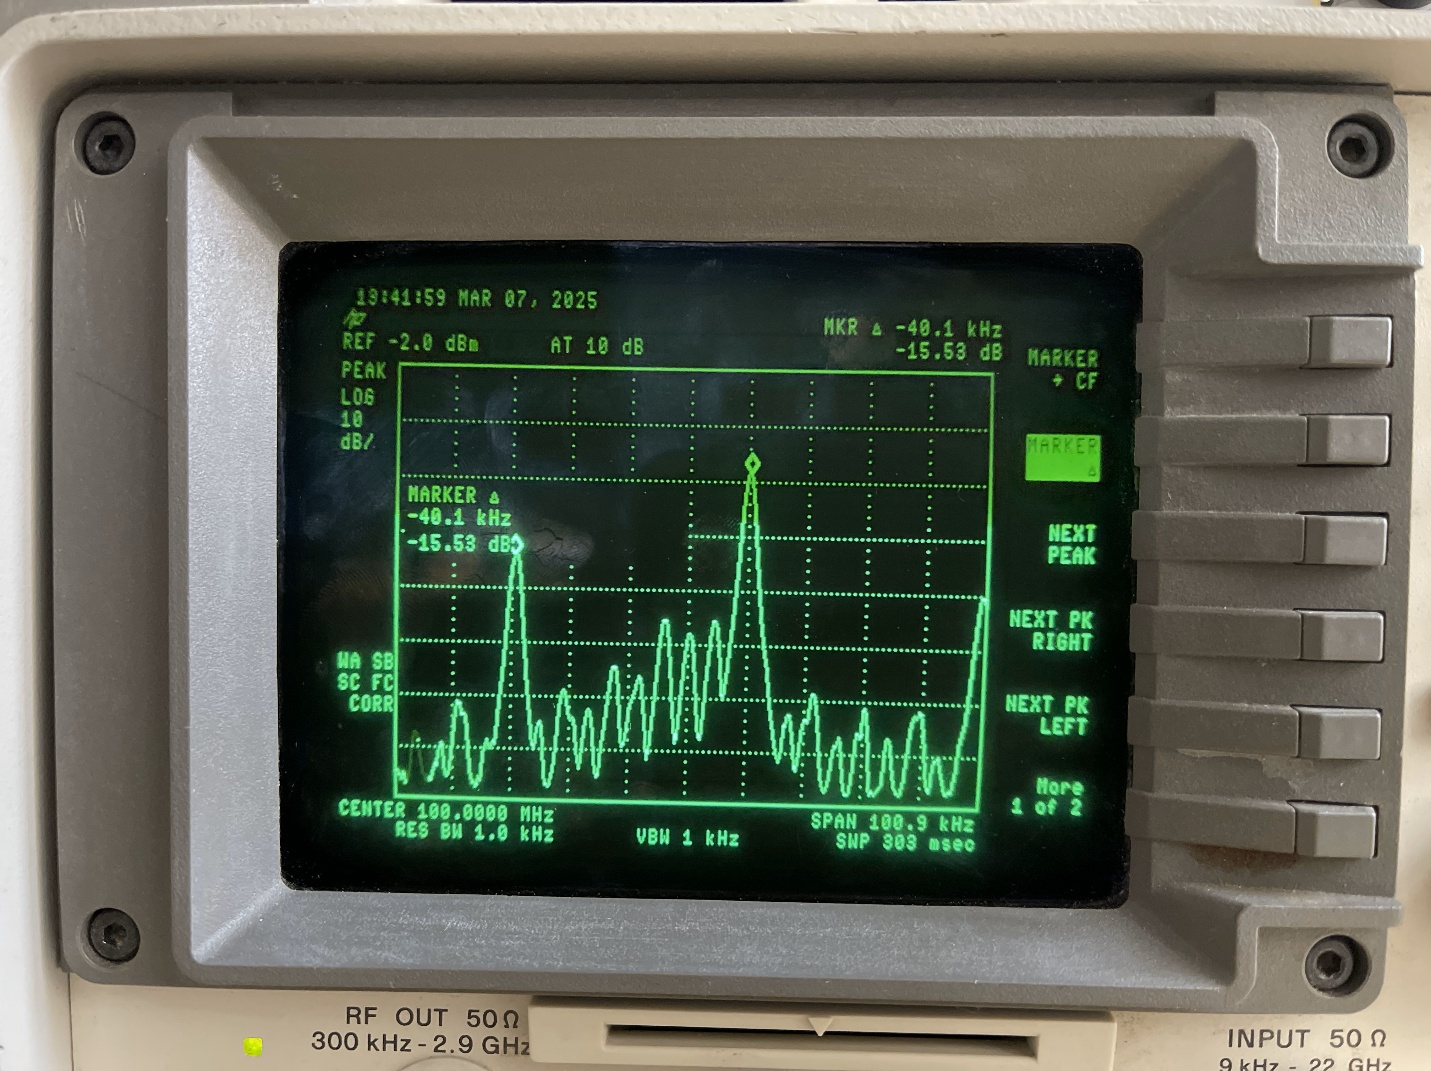 13:41:59 MAR 07, 2025
hp
REF -2.0 dBm AT 10 dB
MKR Δ -40.1 kHz
-15.53 dB
PEAK
LOG
10
dB/
MARKER Δ
-40.1 kHz
-15.53 dB
WA SB
SC FC
CORR
CENTER 100.0000 MHz SPAN 100.9 kHz
RES BW 1.0 kHz VBW 1 kHz SWP 303 msec
MARKER
→ CF
MARKER
Δ
NEXT
PEAK
NEXT PK
RIGHT
NEXT PK
LEFT
More
1 of 2
RF OUT 50Ω
300 kHz - 2.9 GHz
INPUT 50 Ω
9 kHz - 22 GHz